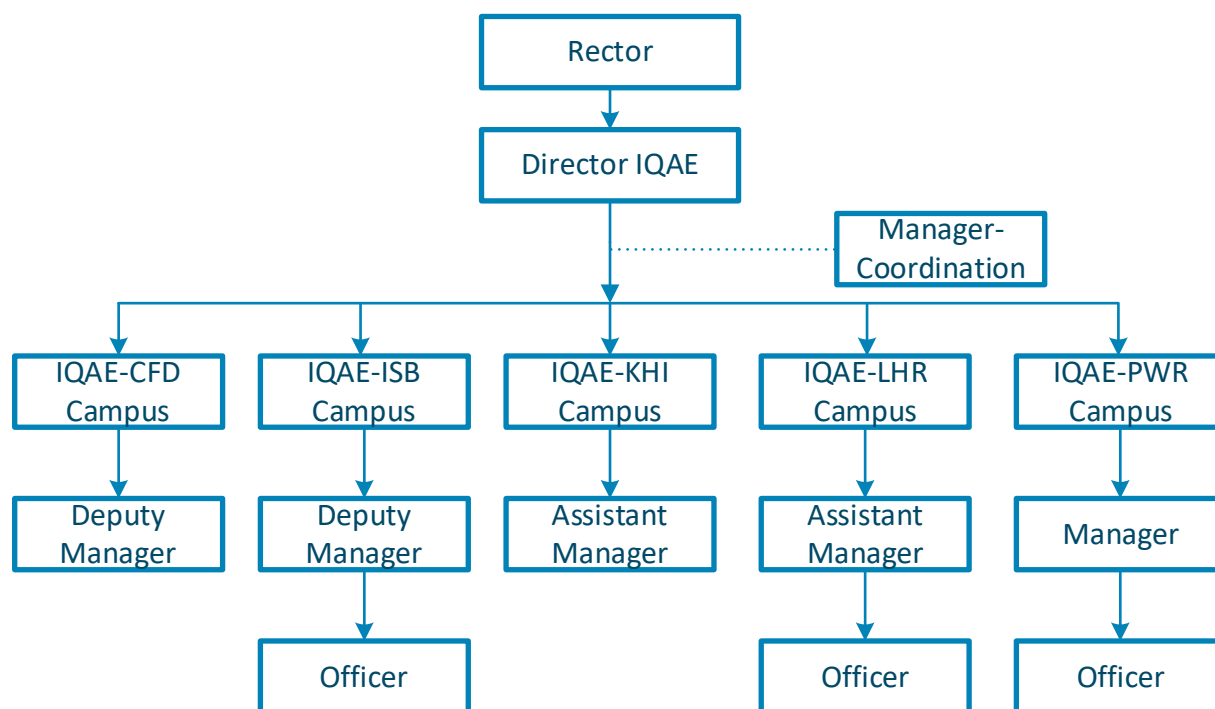 Rector
Director IQAE
Manager-
Coordination
IQAE-CFD
Campus
IQAE-ISB
Campus
IQAE-KHI
Campus
IQAE-LHR
Campus
IQAE-PWR
Campus
Deputy
Manager
Deputy
Manager
Assistant
Manager
Assistant
Manager
Manager
Officer
Officer
Officer